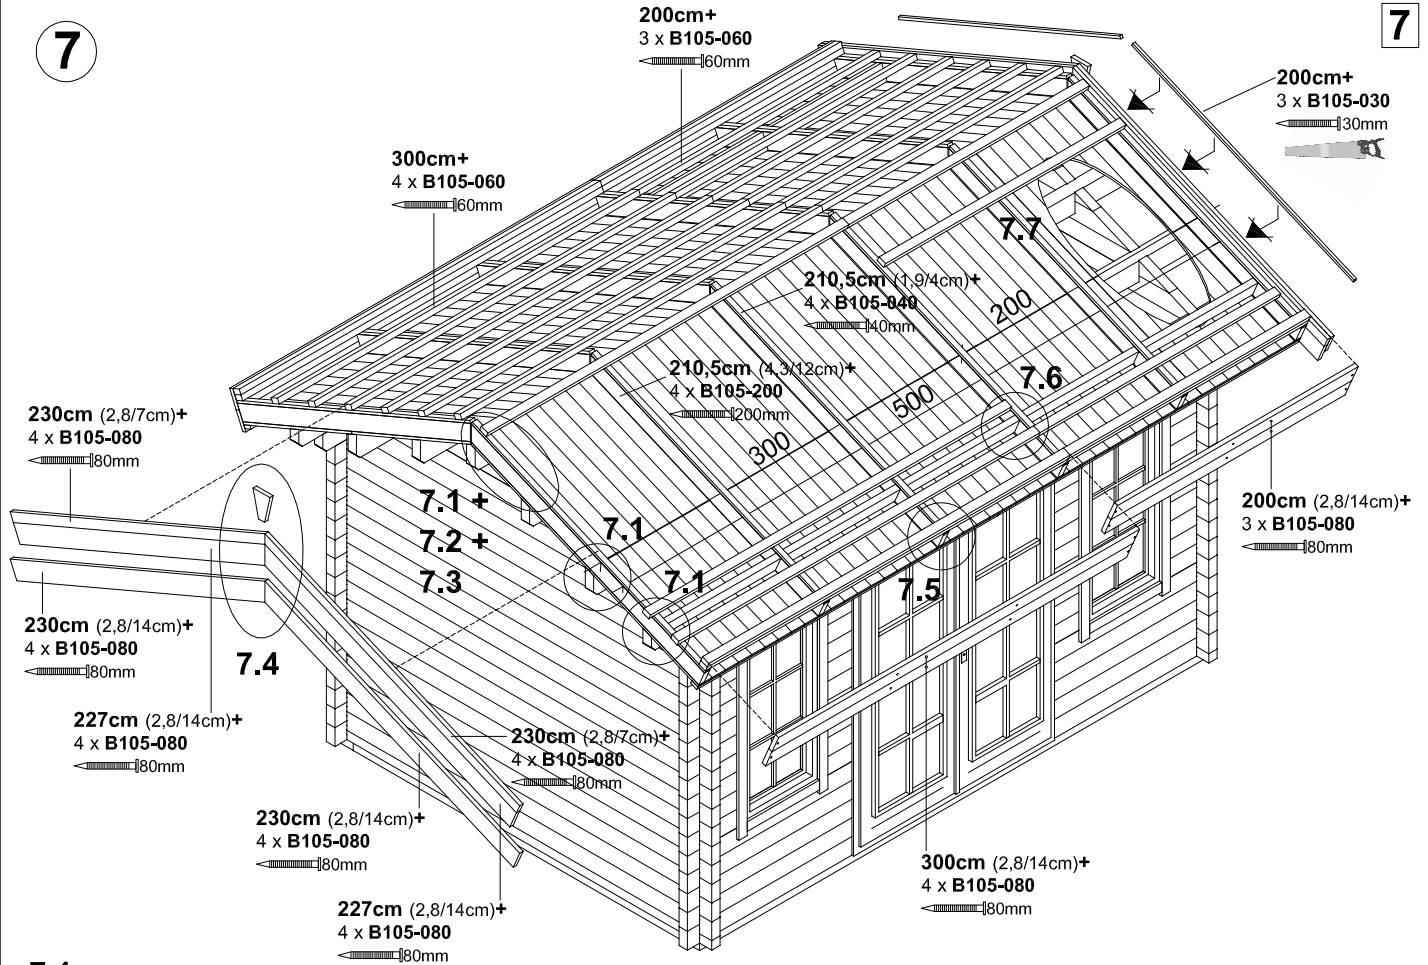 7
7
200cm+
3 x B105-060
60mm
200cm+
3 x B105-030
30mm
300cm+
4 x B105-060
60mm
7.7
210,5cm (1,9/4cm)+
4 x B105-040
40mm
200
210,5cm (4,3/12cm)+
4 x B105-200
200mm
7.6
500
300
230cm (2,8/7cm)+
4 x B105-080
80mm
7.1 +
7.2 +
7.3
7.1
7.1
7.5
200cm (2,8/14cm)+
3 x B105-080
80mm
230cm (2,8/14cm)+
4 x B105-080
80mm
7.4
227cm (2,8/14cm)+
4 x B105-080
80mm
230cm (2,8/7cm)+
4 x B105-080
80mm
230cm (2,8/14cm)+
4 x B105-080
80mm
300cm (2,8/14cm)+
4 x B105-080
80mm
227cm (2,8/14cm)+
4 x B105-080
80mm